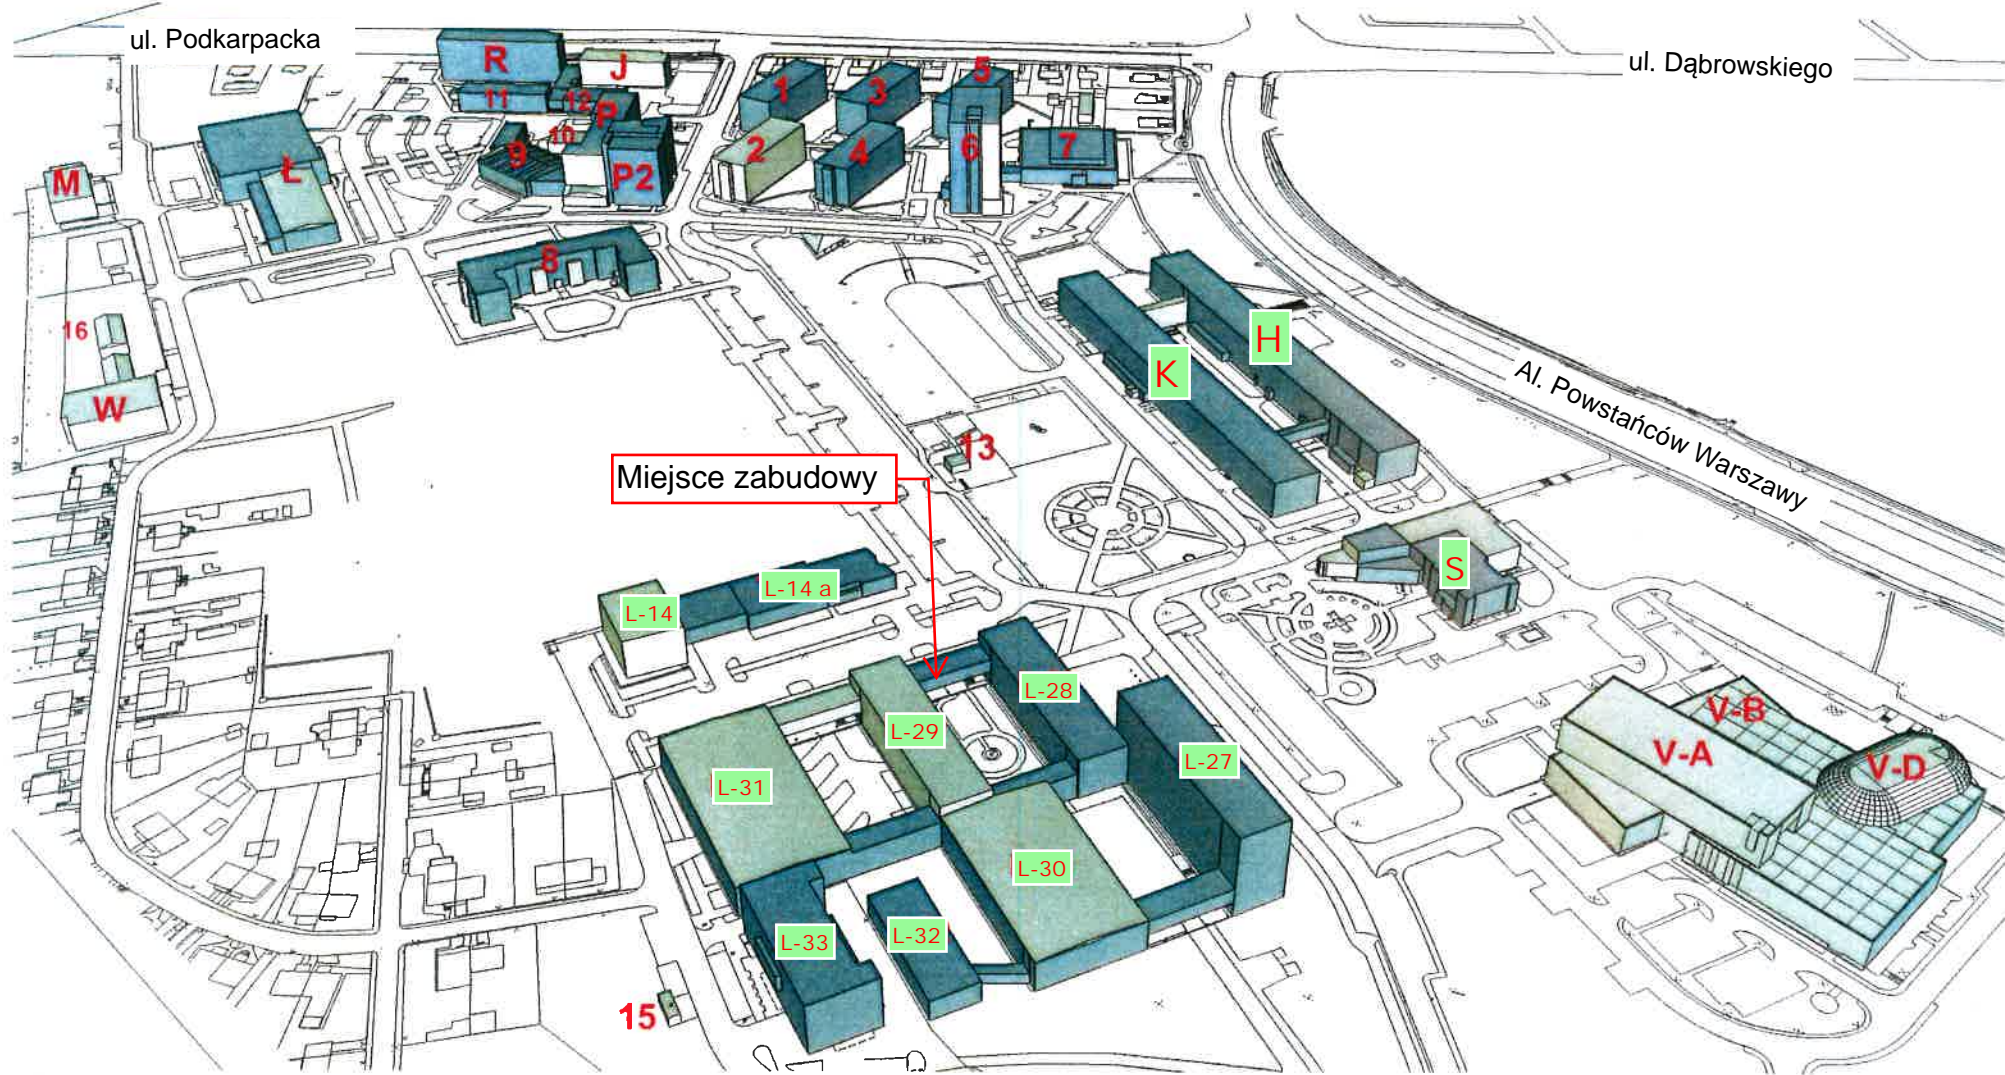 ul. Podkarpacka
ul. Dąbrowskiego
R
J
5
1
3
11
12
P
10
2
4
6
7
9
Ł
M
P2
8
16
H
K
W
Al. Powstańców Warszawy
13
Miejsce zabudowy
S
L-14 a
L-14
L-28
V-B
L-29
V-A
V-D
L-27
L-31
L-30
L-33
L-32
15